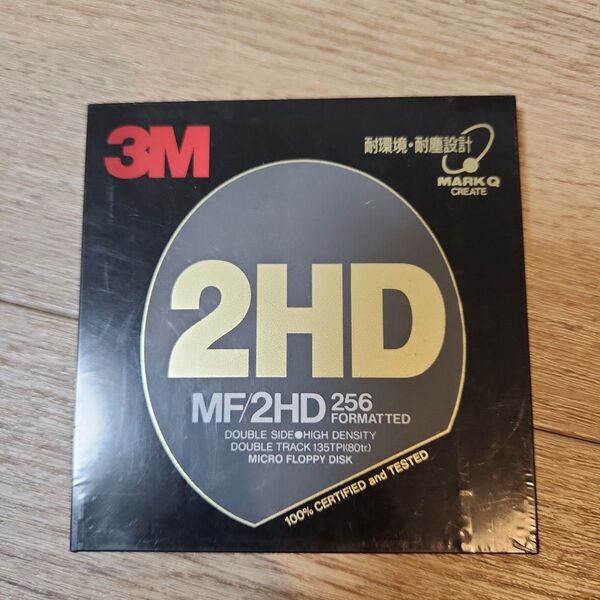 3M
耐環境・耐塵設計
MARK Q
CREATE
2HD
MF/2HD 256
FORMATTED
DOUBLE SIDE●HIGH DENSITY
DOUBLE TRACK 135TPI(80tr.)
MICRO FLOPPY DISK
100% CERTIFIED and TESTED